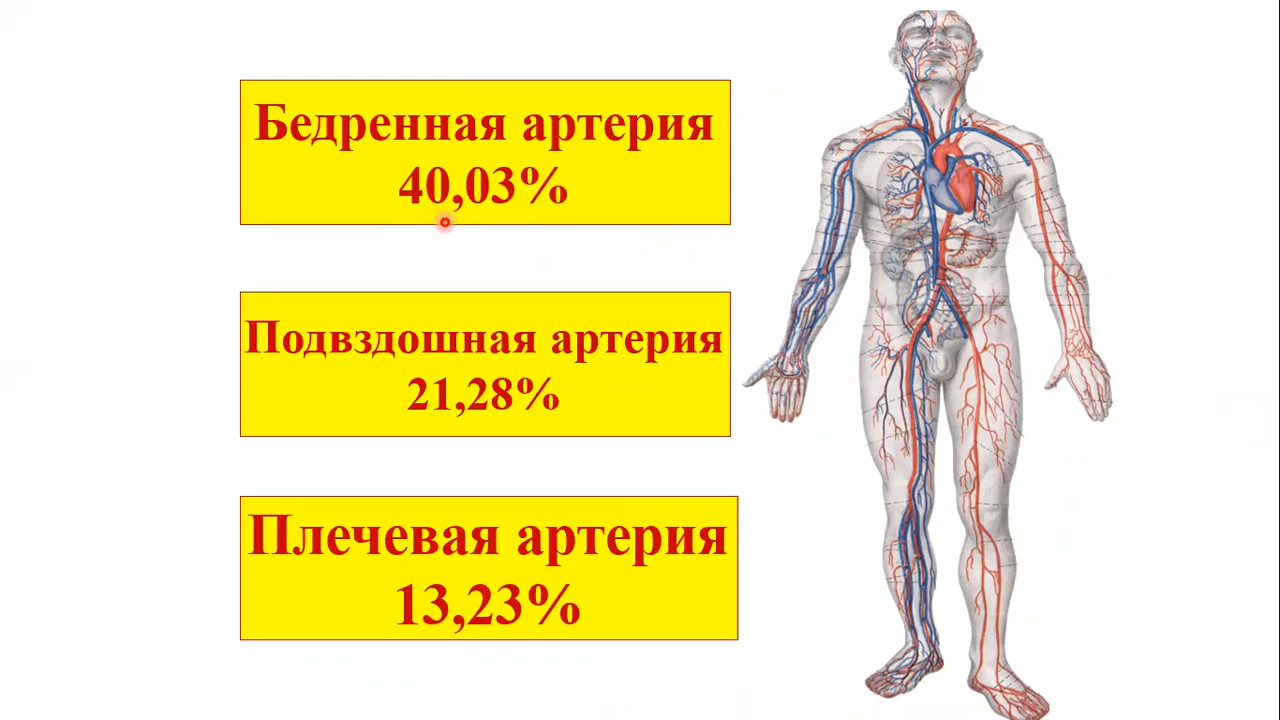 Бедренная артерия
40,03%
Подвздошная артерия
21,28%
Плечевая артерия
13,23%